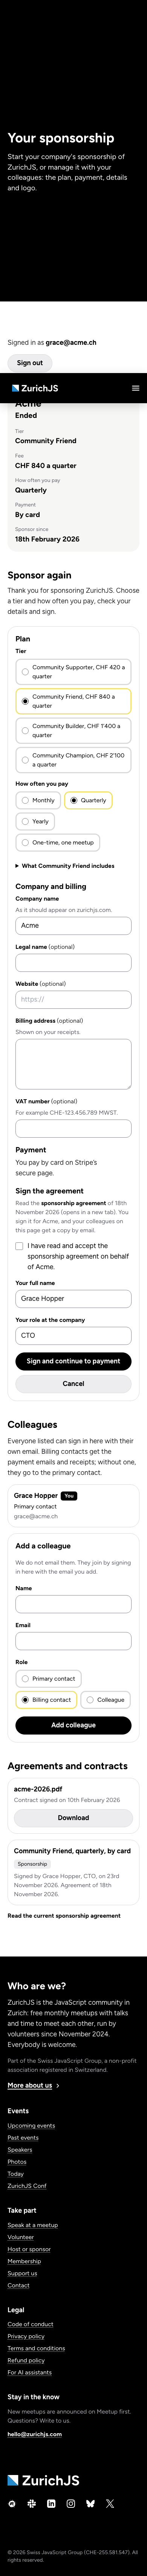 Your sponsorship
Start your company's sponsorship of
ZurichJS, or manage it with your
colleagues: the plan, payment, details
and logo.
Signed in as grace@acme.ch
Sign out
ZurichJS
Acme
Ended
Tier
Community Friend
Fee
CHF 840 a quarter
How often you pay
Quarterly
Payment
By card
Sponsor since
18th February 2026
Sponsor again
Thank you for sponsoring ZurichJS. Choose
a tier and how often you pay, check your
details and sign.
Plan
Tier
Community Supporter, CHF 420 a
quarter
Community Friend, CHF 840 a
quarter
Community Builder, CHF 1'400 a
quarter
Community Champion, CHF 2'100
a quarter
How often you pay
Monthly
Quarterly
Yearly
One-time, one meetup
What Community Friend includes
Company and billing
Company name
As it should appear on zurichjs.com.
Acme
Legal name (optional)
Website (optional)
https://
Billing address (optional)
Shown on your receipts.
VAT number (optional)
For example CHE-123.456.789 MWST.
Payment
You pay by card on Stripe's
secure page.
Sign the agreement
Read the sponsorship agreement of 18th
November 2026 (opens in a new tab). You
sign it for Acme, and your colleagues on
this page get a copy by email.
I have read and accept the
sponsorship agreement on behalf
of Acme.
Your full name
Grace Hopper
Your role at the company
CTO
Sign and continue to payment
Cancel
Colleagues
Everyone listed can sign in here with their
own email. Billing contacts get the
payment emails and receipts; without one,
they go to the primary contact.
Grace Hopper You
Primary contact
grace@acme.ch
Add a colleague
We do not email them. They join by signing
in here with the email you add.
Name
Email
Role
Primary contact
Billing contact
Colleague
Add colleague
Agreements and contracts
acme-2026.pdf
Contract signed on 10th February 2026
Download
Community Friend, quarterly, by card
Sponsorship
Signed by Grace Hopper, CTO, on 23rd
November 2026. Agreement of 18th
November 2026.
Read the current sponsorship agreement
Who are we?
ZurichJS is the JavaScript community in
Zurich: free monthly meetups with talks
and time to meet each other, run by
volunteers since November 2024.
Everybody is welcome.
Part of the Swiss JavaScript Group, a non-profit
association registered in Switzerland.
More about us
Events
Upcoming events
Past events
Speakers
Photos
Today
ZurichJS Conf
Take part
Speak at a meetup
Volunteer
Host or sponsor
Membership
Support us
Contact
Legal
Code of conduct
Privacy policy
Terms and conditions
Refund policy
For AI assistants
Stay in the know
New meetups are announced on Meetup first.
Questions? Write to us.
hello@zurichjs.com
ZurichJS
© 2026 Swiss JavaScript Group (CHE-255.581.547). All
rights reserved.